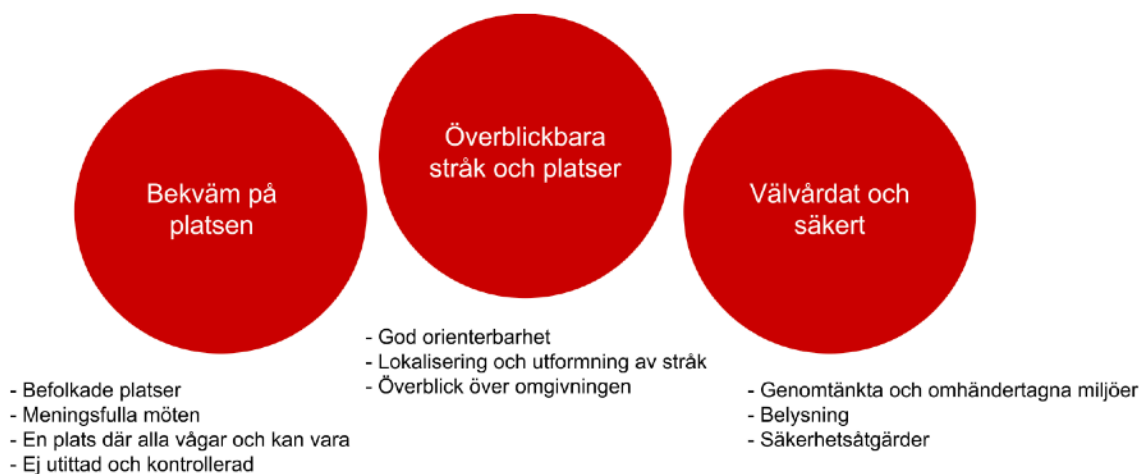 Bekväm på
platsen
Överblickbara
stråk och platser
Välvårdat och
säkert
- Befolkade platser
- Meningsfulla möten
- En plats där alla vågar och kan vara
- Ej utittad och kontrollerad
- God orienterbarhet
- Lokalisering och utformning av stråk
- Överblick över omgivningen
- Genomtänkta och omhändertagna miljöer
- Belysning
- Säkerhetsåtgärder